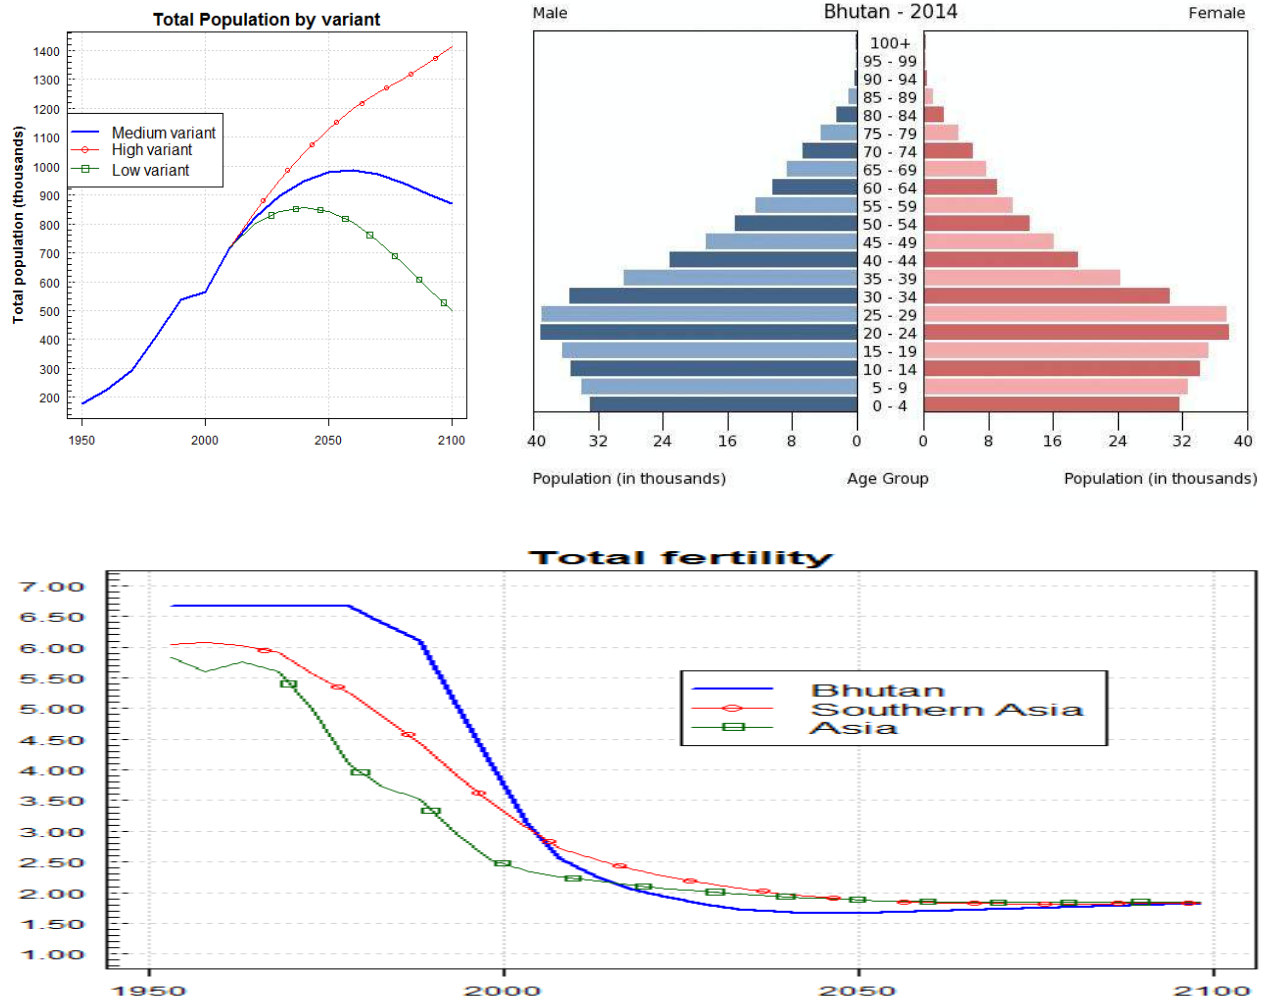 Total Population by variant
Total population (thousands)
1400
1300
1200
1100
1000
900
800
700
600
500
400
300
200
Medium variant
High variant
Low variant
1950 2000 2050 2100
Male Bhutan - 2014 Female
100+
95 - 99
90 - 94
85 - 89
80 - 84
75 - 79
70 - 74
65 - 69
60 - 64
55 - 59
50 - 54
45 - 49
40 - 44
35 - 39
30 - 34
25 - 29
20 - 24
15 - 19
10 - 14
5 - 9
0 - 4
40 32 24 16 8 0 0 8 16 24 32 40
Population (in thousands) Age Group Population (in thousands)
Total fertility
7.00
6.50
6.00
5.50
5.00
4.50
4.00
3.50
3.00
2.50
2.00
1.50
1.00
Bhutan
Southern Asia
Asia
1950 2000 2050 2100